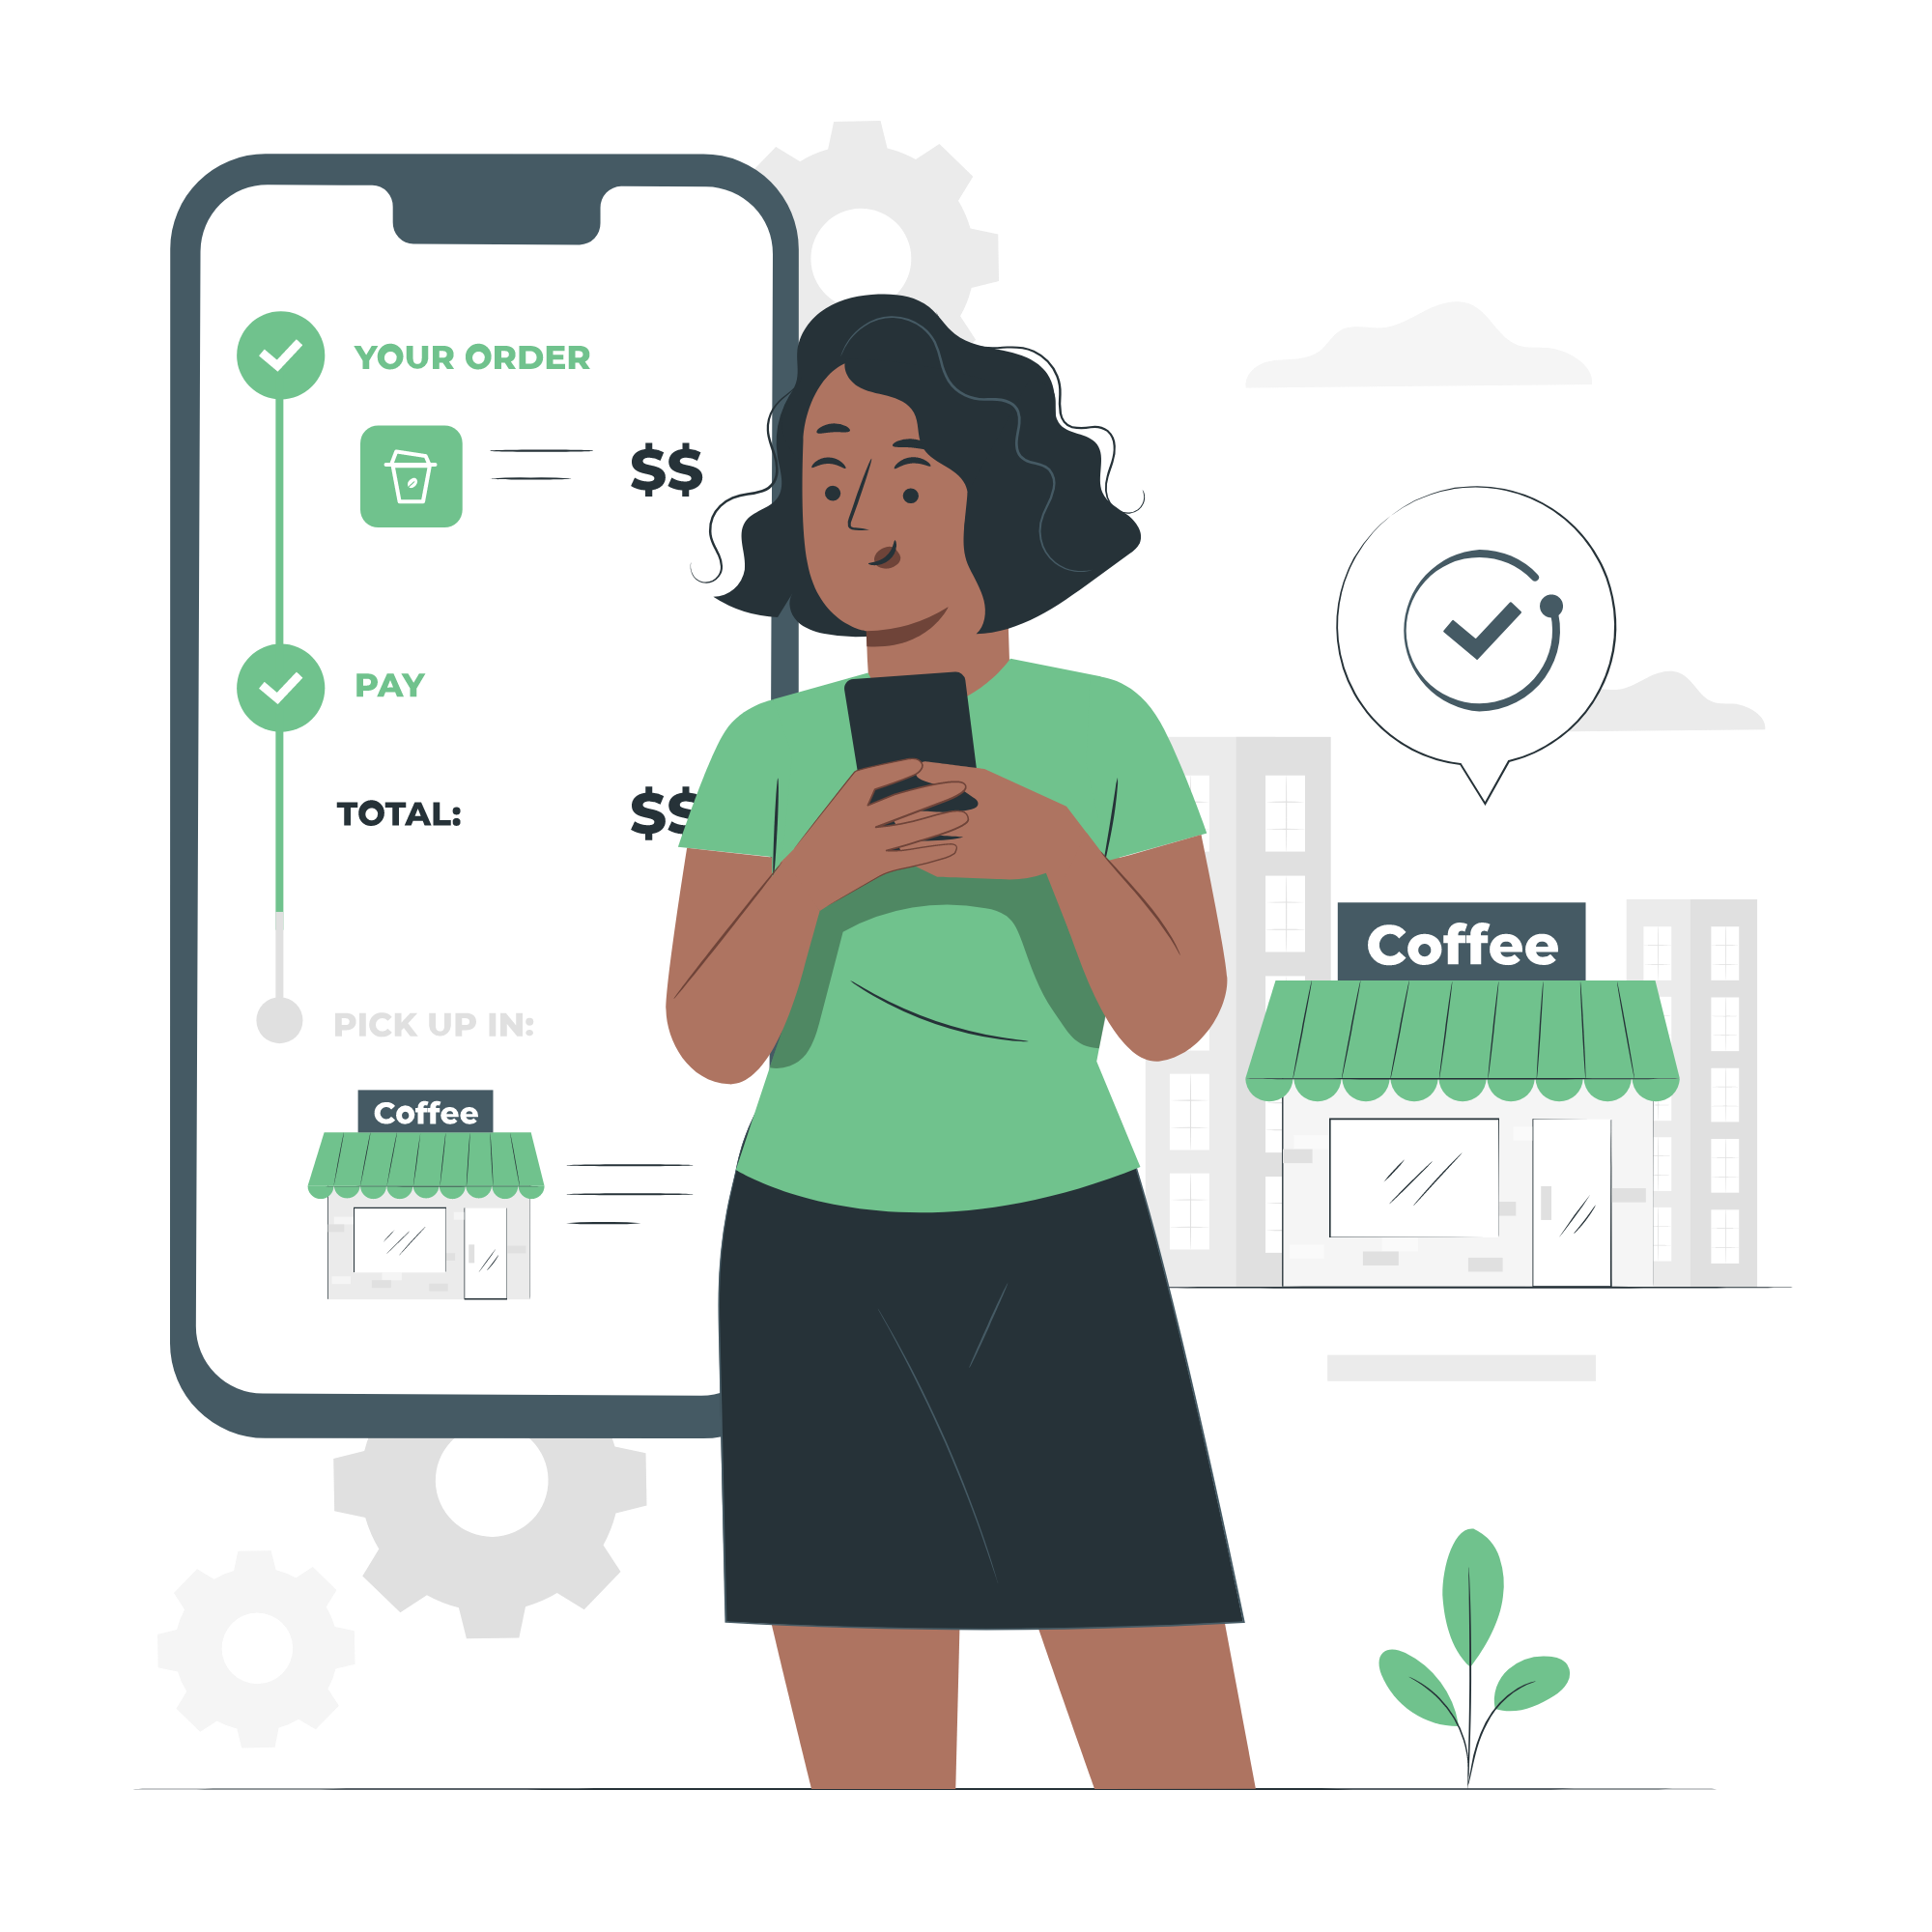 YOUR ORDER
$$
PAY
TOTAL:
$$
PICK UP IN:
Coffee
Coffee